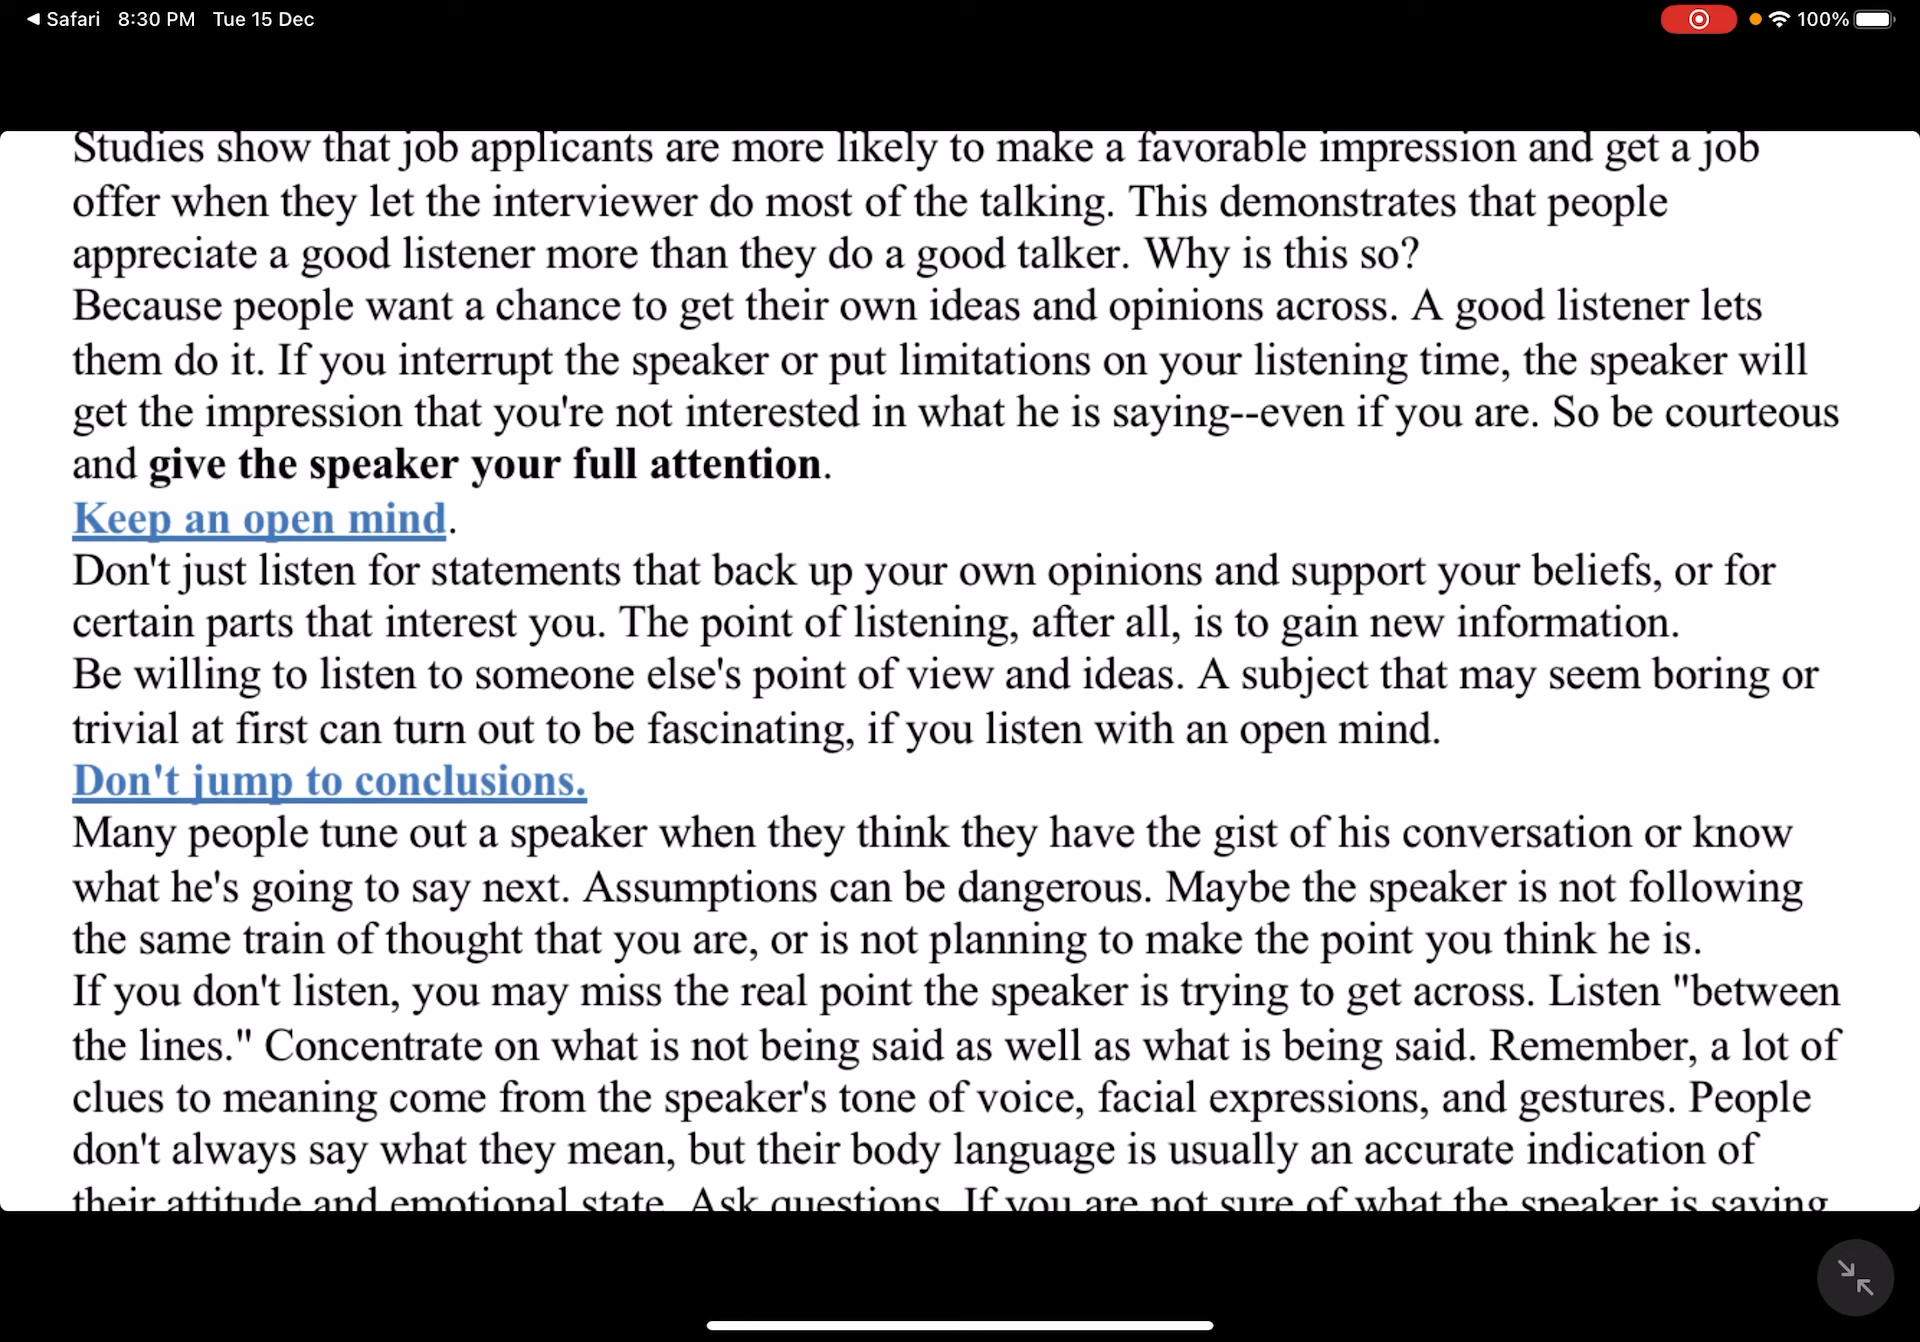 Safari 8:30 PM Tue 15 Dec
100%
Studies show that job applicants are more likely to make a favorable impression and get a job
offer when they let the interviewer do most of the talking. This demonstrates that people
appreciate a good listener more than they do a good talker. Why is this so?
Because people want a chance to get their own ideas and opinions across. A good listener lets
them do it. If you interrupt the speaker or put limitations on your listening time, the speaker will
get the impression that you're not interested in what he is saying--even if you are. So be courteous
and give the speaker your full attention.
Keep an open mind.
Don't just listen for statements that back up your own opinions and support your beliefs, or for
certain parts that interest you. The point of listening, after all, is to gain new information.
Be willing to listen to someone else's point of view and ideas. A subject that may seem boring or
trivial at first can turn out to be fascinating, if you listen with an open mind.
Don't jump to conclusions.
Many people tune out a speaker when they think they have the gist of his conversation or know
what he's going to say next. Assumptions can be dangerous. Maybe the speaker is not following
the same train of thought that you are, or is not planning to make the point you think he is.
If you don't listen, you may miss the real point the speaker is trying to get across. Listen "between
the lines." Concentrate on what is not being said as well as what is being said. Remember, a lot of
clues to meaning come from the speaker's tone of voice, facial expressions, and gestures. People
don't always say what they mean, but their body language is usually an accurate indication of
their attitude and emotional state. Ask questions. If you are not sure of what the speaker is saying